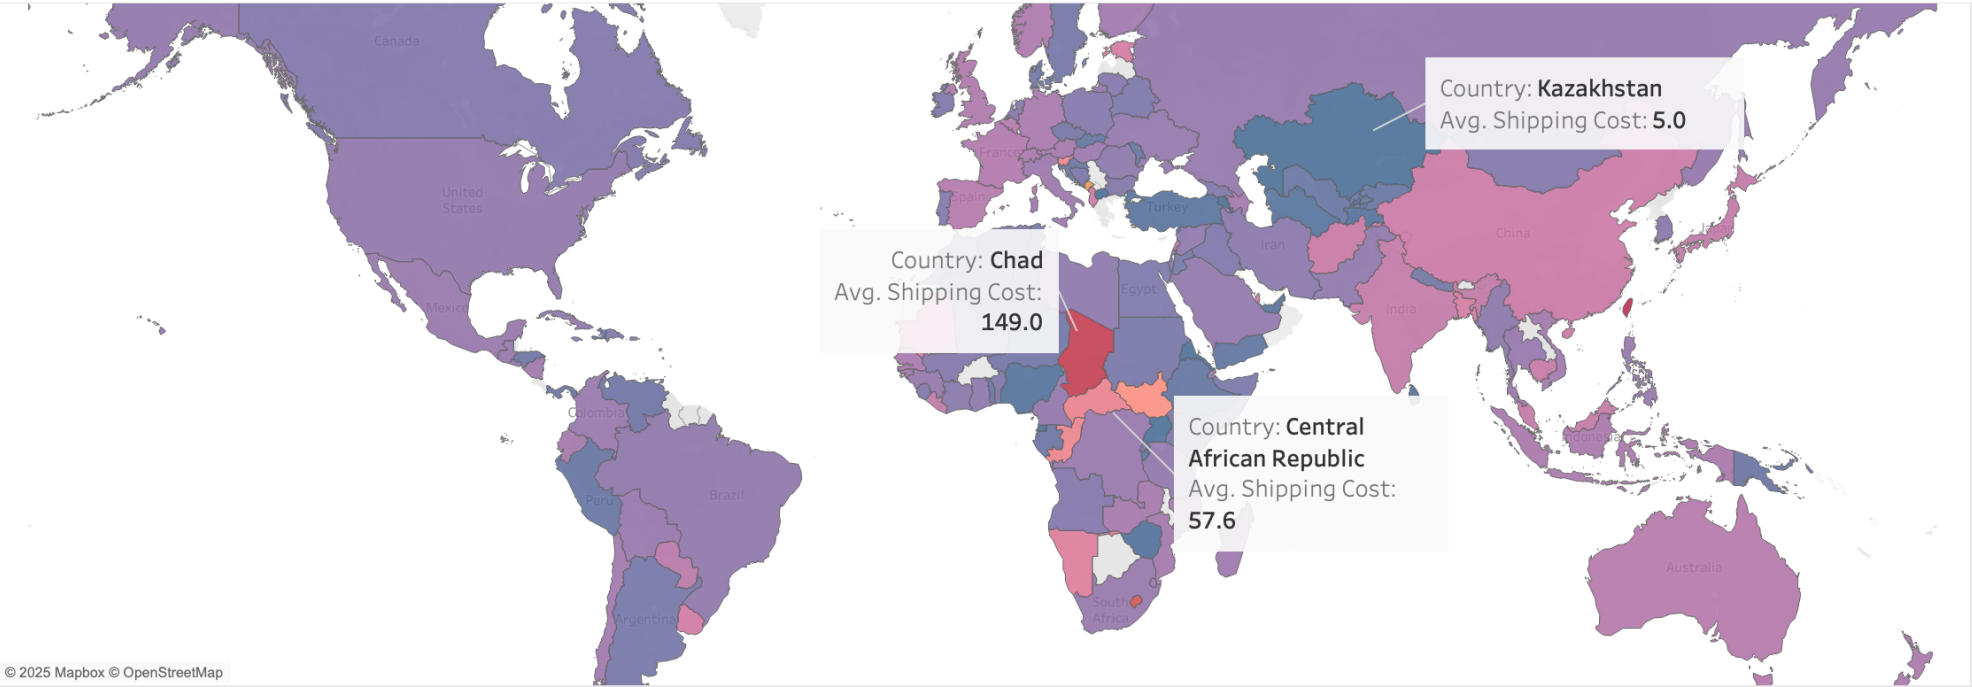 Canada
Country: Kazakhstan
Avg. Shipping Cost: 5.0
France
United
States
Spain
Turkey
China
Japan
Iran
Country: Chad
Avg. Shipping Cost:
149.0
Egypt
Mexico
India
Colombia
Country: Central
African Republic
Avg. Shipping Cost:
57.6
Indonesia
Peru
Brazil
Australia
South
Africa
Argentina
© 2025 Mapbox © OpenStreetMap